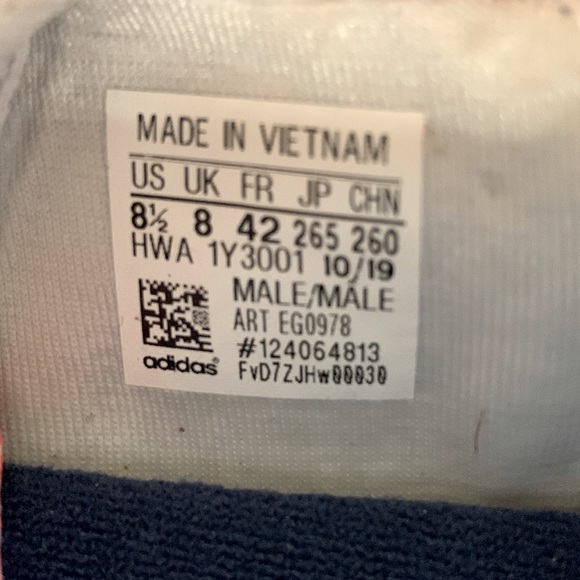 MADE IN VIETNAM
US UK FR JP CHN
8½ 8 42 265 260
HWA 1Y3001 10/19
MALE/MÂLE
ART EG0978
#124064813
adidas®
FvD7ZJHw00030